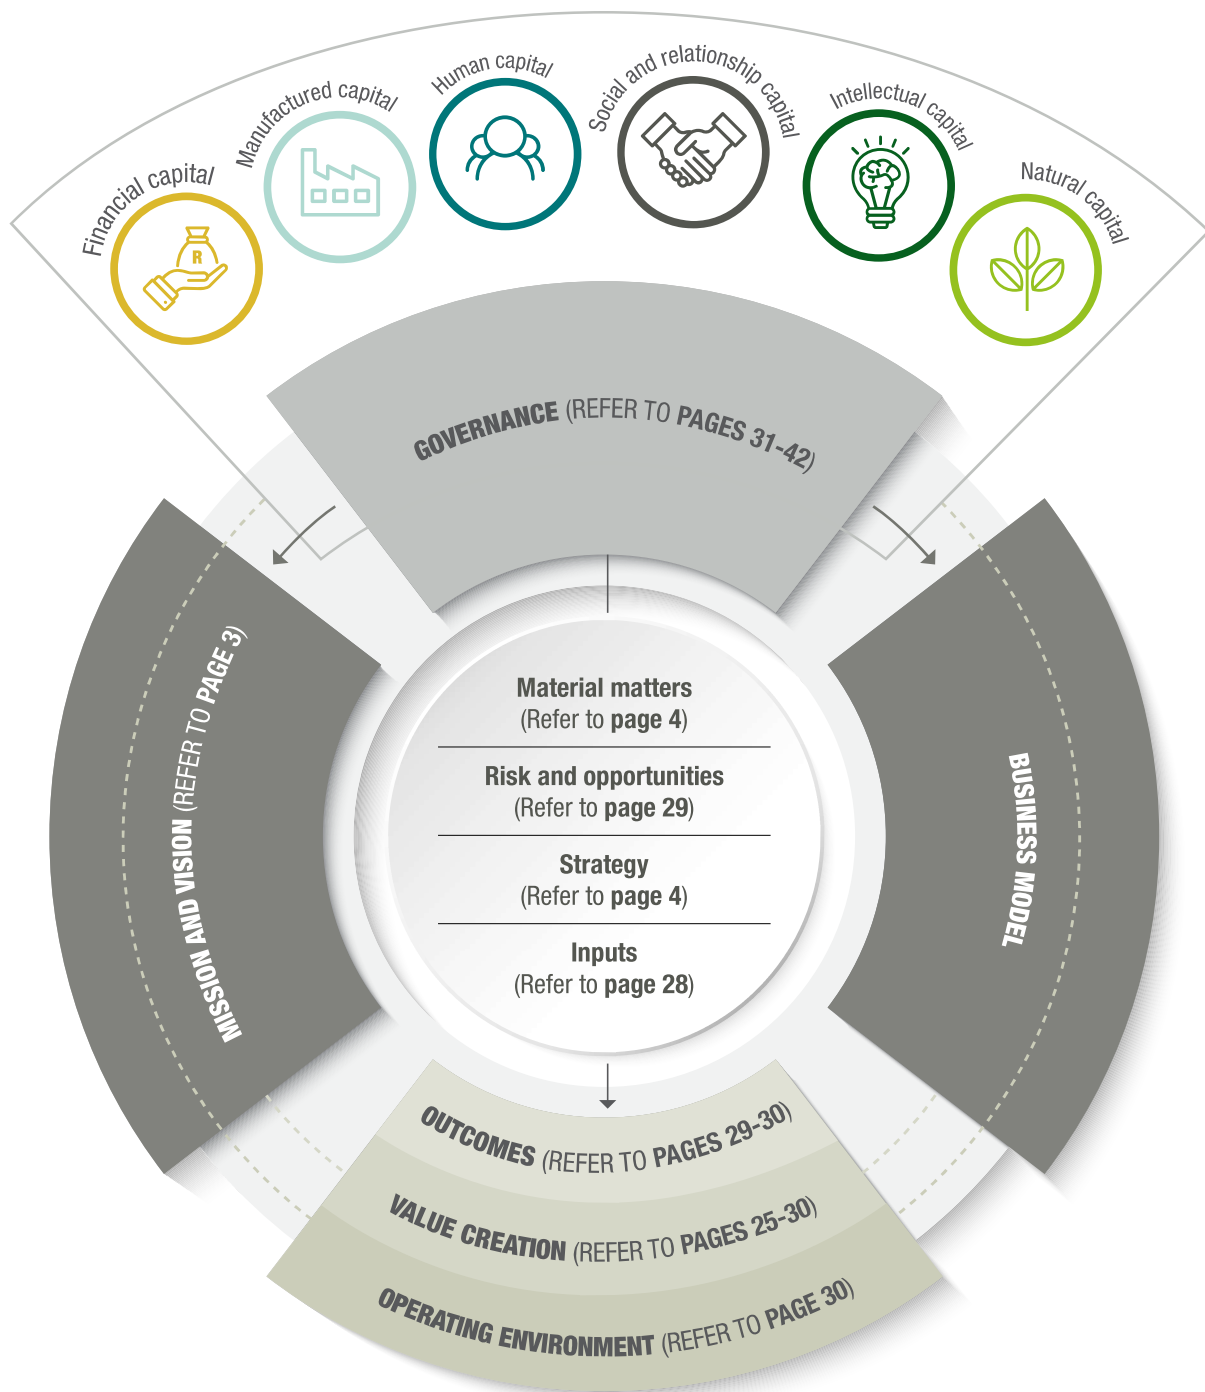 Financial capital
Manufactured capital
Human capital
Social and relationship capital
Intellectual capital
Natural capital
R
GOVERNANCE (REFER TO PAGES 31-42)
MISSION AND VISION (REFER TO PAGE 3)
Material matters
(Refer to page 4)
Risk and opportunities
(Refer to page 29)
Strategy
(Refer to page 4)
Inputs
(Refer to page 28)
BUSINESS MODEL
OUTCOMES (REFER TO PAGES 29-30)
VALUE CREATION (REFER TO PAGES 25-30)
OPERATING ENVIRONMENT (REFER TO PAGE 30)